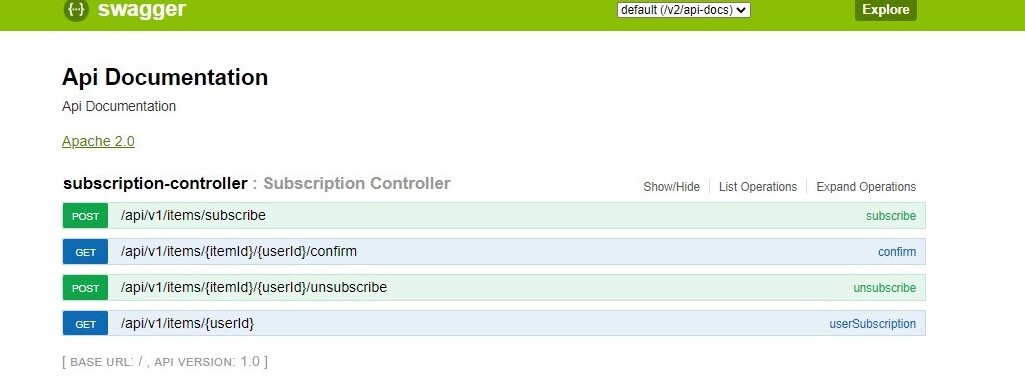 {···} swagger default (/v2/api-docs) Explore
Api Documentation
Api Documentation
Apache 2.0
subscription-controller : Subscription Controller Show/Hide List Operations Expand Operations
POST /api/v1/items/subscribe subscribe
GET /api/v1/items/{itemId}/{userId}/confirm confirm
POST /api/v1/items/{itemId}/{userId}/unsubscribe unsubscribe
GET /api/v1/items/{userId} userSubscription
[ BASE URL: / , API VERSION: 1.0 ]